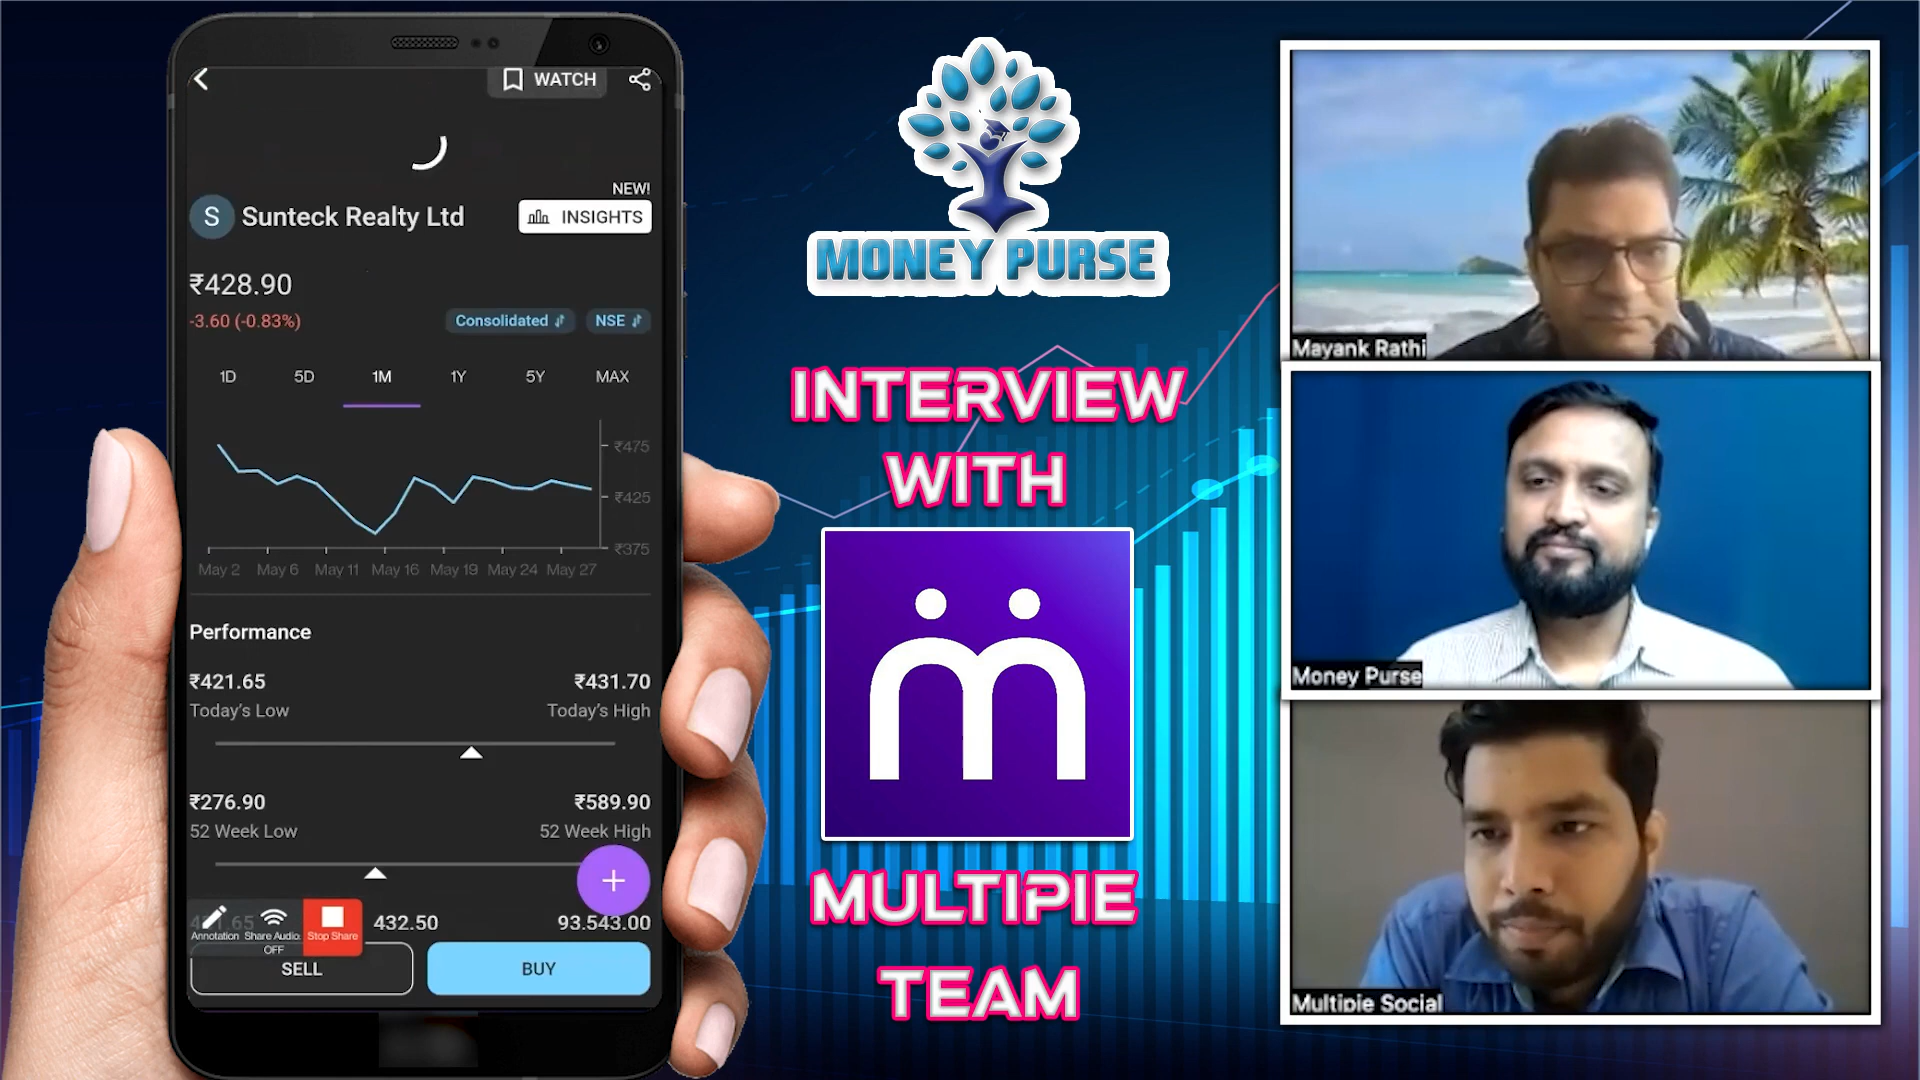 WATCH
NEW!
S Sunteck Realty Ltd
INSIGHTS
₹428.90
-3.60 (-0.83%)
Consolidated
NSE
1D 5D 1M 1Y 5Y MAX
₹475
₹425
₹375
May 2 May 6 May 11 May 16 May 19 May 24 May 27
Performance
₹421.65 ₹431.70
Today's Low Today's High
₹276.90 ₹589.90
52 Week Low 52 Week High
+
432.50 93,543.00
Annotation Share Audio: Stop Share
OFF
SELL BUY
MONEY PURSE
INTERVIEW
WITH
MULTIPIE
TEAM
Mayank Rathi
Money Purse
Multipie Social